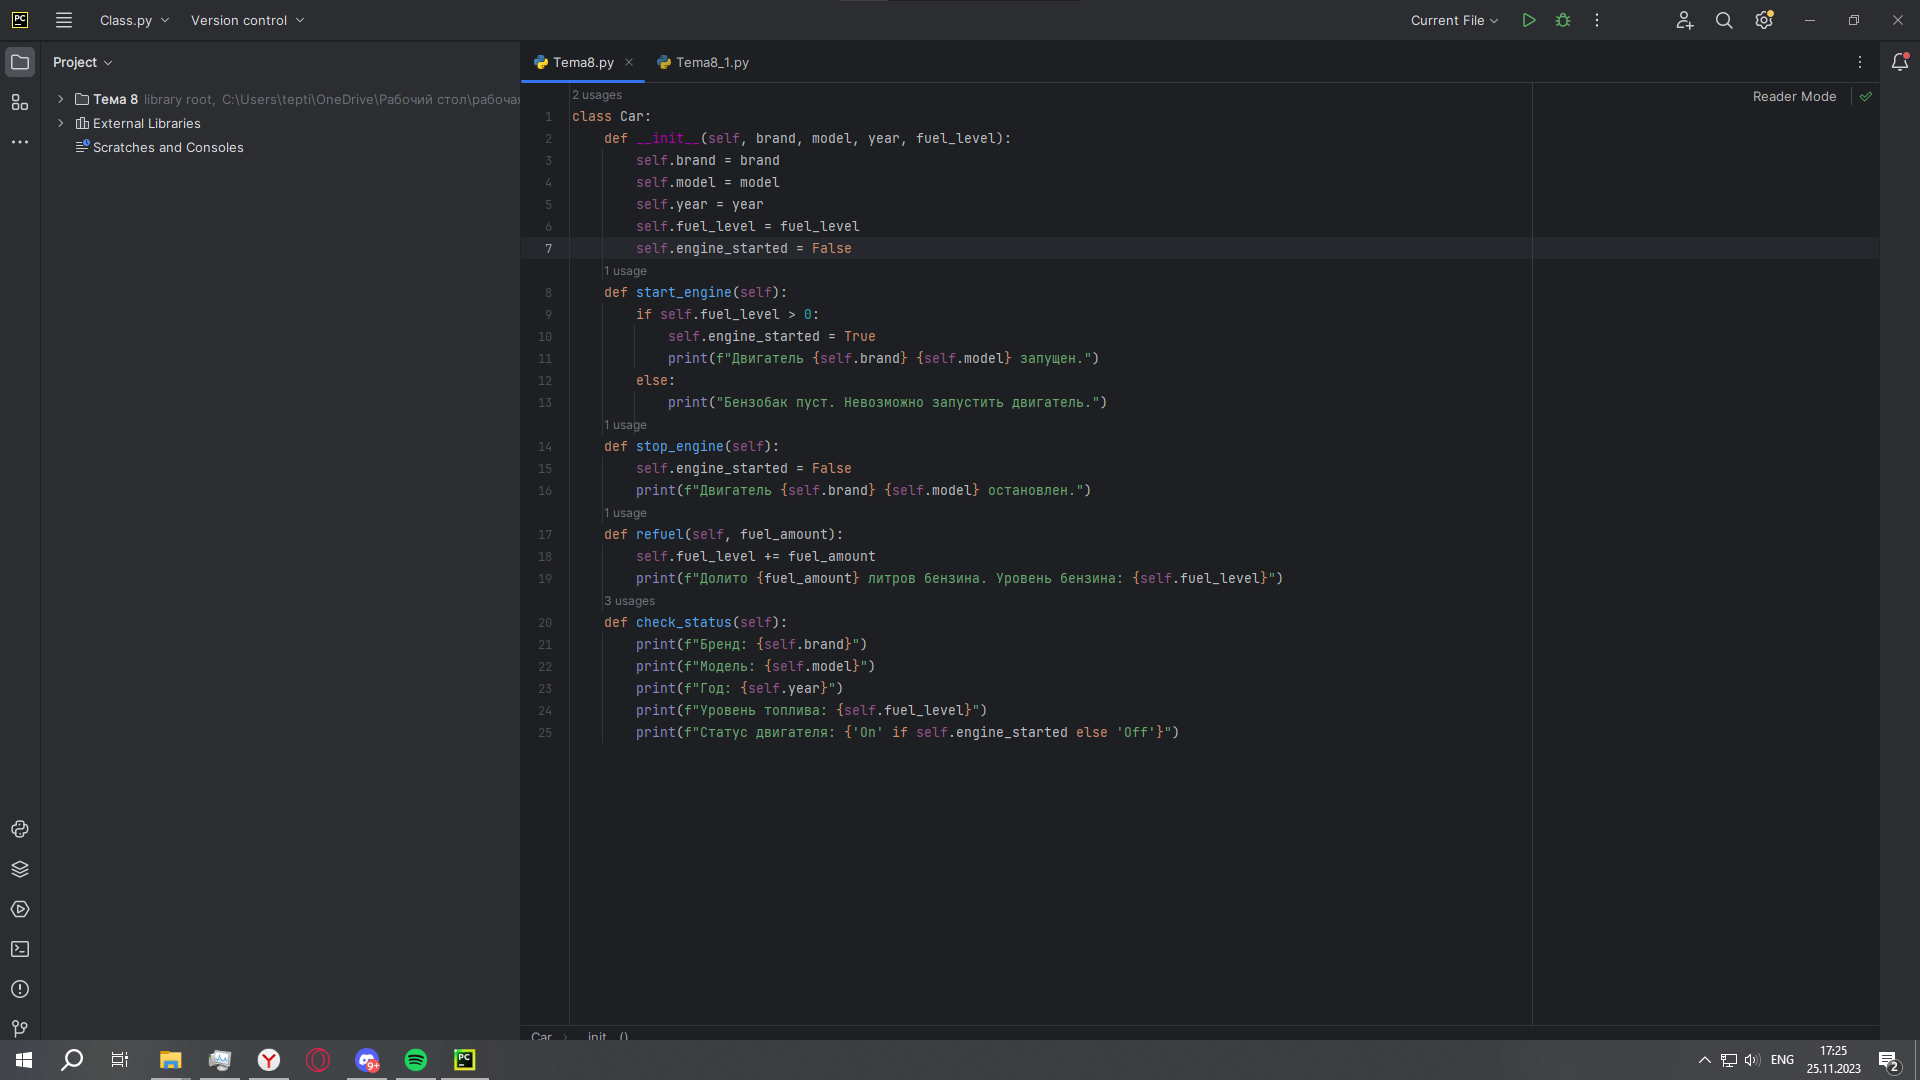 PC
Class.py
Version control
Current File
Project
Тема 8 library root, C:\Users\tepti\OneDrive\Рабочий стол\рабочая
External Libraries
Scratches and Consoles
Tema8.py
Tema8_1.py
Reader Mode
2 usages
1 class Car:
2 def __init__(self, brand, model, year, fuel_level):
3 self.brand = brand
4 self.model = model
5 self.year = year
6 self.fuel_level = fuel_level
7 self.engine_started = False
1 usage
8 def start_engine(self):
9 if self.fuel_level > 0:
10 self.engine_started = True
11 print(f"Двигатель {self.brand} {self.model} запущен.")
12 else:
13 print("Бензобак пуст. Невозможно запустить двигатель.")
1 usage
14 def stop_engine(self):
15 self.engine_started = False
16 print(f"Двигатель {self.brand} {self.model} остановлен.")
1 usage
17 def refuel(self, fuel_amount):
18 self.fuel_level += fuel_amount
19 print(f"Долито {fuel_amount} литров бензина. Уровень бензина: {self.fuel_level}")
3 usages
20 def check_status(self):
21 print(f"Бренд: {self.brand}")
22 print(f"Модель: {self.model}")
23 print(f"Год: {self.year}")
24 print(f"Уровень топлива: {self.fuel_level}")
25 print(f"Статус двигателя: {'On' if self.engine_started else 'Off'}")
Car > __init__()
9+
PC
ENG
17:25
25.11.2023
2